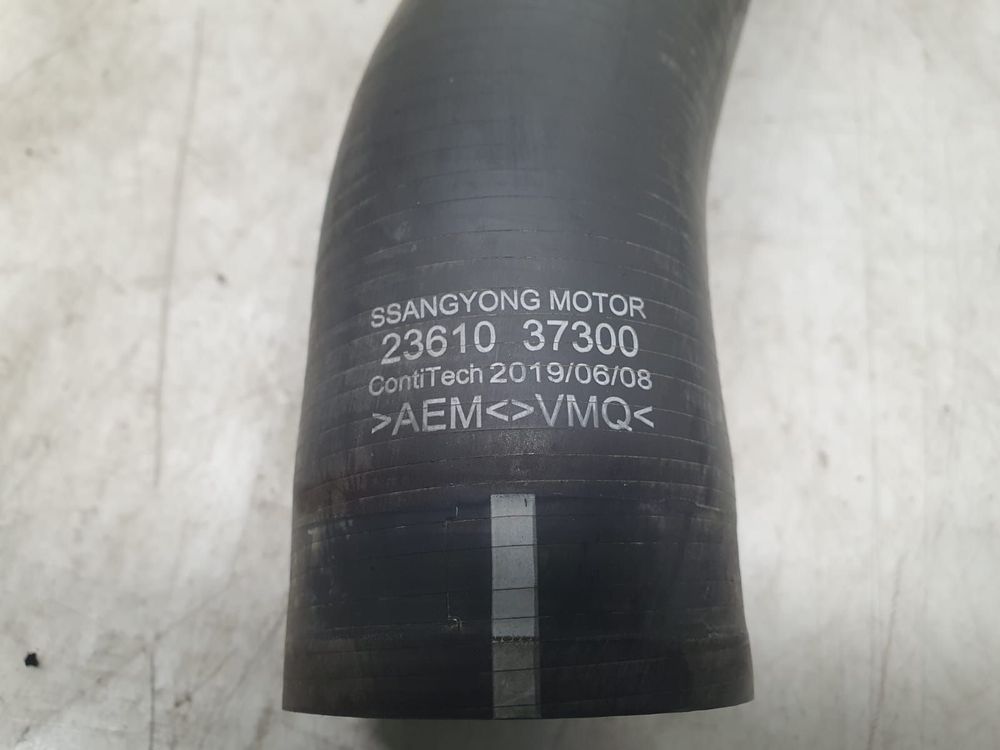 SSANGYONG MOTOR
23610 37300
ContiTech 2019/06/08
>AEM<>VMQ<